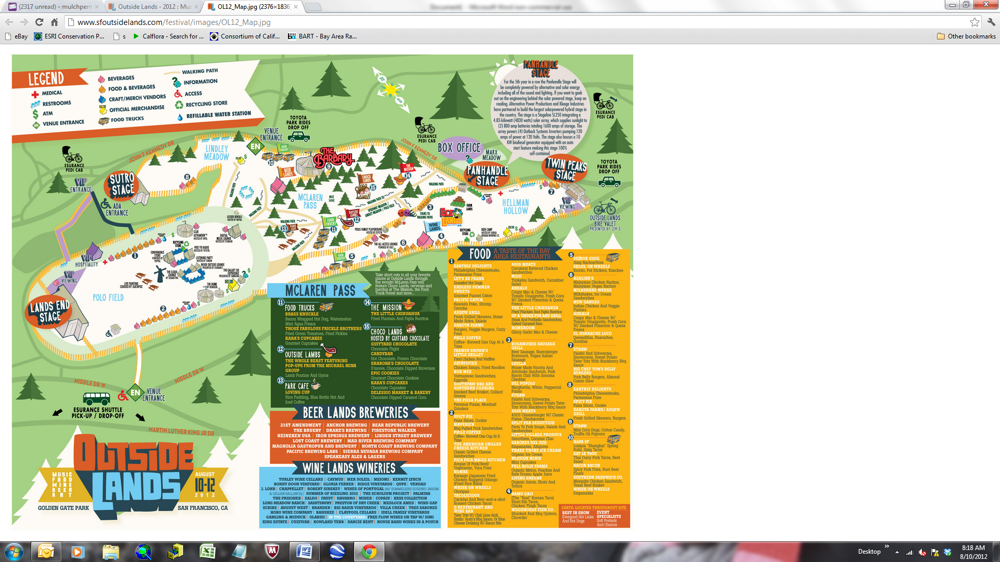 (2317 unread) - mulchpern
Outside Lands - 2012 : Mus
OL12_Map.jpg (2376×1836
www.sfoutsidelands.com/festival/images/OL12_Map.jpg
eBay
ESRI Conservation P...
s
Calflora - Search for ...
Consortium of Calif...
BART - Bay Area Ra...
Other bookmarks
LEGEND
MEDICAL
RESTROOMS
ATM
VENUE ENTRANCE
BEVERAGES
FOOD & BEVERAGES
CRAFT/MERCH VENDORS
OFFICIAL MERCHANDISE
FOOD TRUCKS
WALKING PATH
INFORMATION
ACCESS
RECYCLING STORE
REFILLABLE WATER STATION
N
S
PANHANDLE
STAGE
For the 5th year in a row the Panhandle Stage will
be completely powered by alternative and solar energy
including all of the sound and lighting. If you want to geek
out on the engineering behind the solar powered stage, keep on
reading. Alternative Power Productions and Kleege Industries
have partnered to build the largest solarpowered hybrid stage in
the country. The stage is a Stageline SL250 integrating a
4.83-kilowatt (4830 watts) solar array, which supplies sunlight to
(2) 800 amp batteries totaling 1600 amps of storage. The
array powers (4) Outback Systems Inverters pumping 120
amps of power at 120 Volts. The stage also houses a 10
KW biodiesel generator equipped with an auto
start feature making this stage 100%
self-contained.
ESURANCE
PEDI CAB
TOYOTA
PARK RIDES
DROP OFF
VENUE
ENTRANCE
EN
ESURANCE
PEDI CAB
JOHN F KENNEDY DR
JOHN F KENNEDY DR
BOX OFFICE
MARX
MEADOW
PANHANDLE
STAGE
TWIN PEAKS
STAGE
TOYOTA
PARK RIDES
DROP OFF
ESURANCE
PEDI CAB
LINDLEY
MEADOW
VIP
ENTRANCE
SUTRO
STAGE
ADA
ENTRANCE
THE
BARBARY
FOOD
TRUCKS
BEER
LANDS
CHOCO
LANDS
THE
MISSION
WALKING PATH
MCLAREN
PASS
HELLMAN
HOLLOW
VIP
VIEWING
OUTSIDE LANDS
BIKE VALET
PRESENTED BY LEVI'S
FARM
LANDS
ECO
LANDS
WINE
LANDS
STAIRS TO
WALKING PATHS
OUTSIDE
LAMBS
FOOD
TRUCKS
PARK
CAFE
PRIUS FAMILY PLAYGROUND
THE ALL ACCESS LOUNGE
RECYCLING
STORE
BEER CAMP
LOCKER RENTALS
VIP
HOSPITALITY
VIP
VIEWING
POLO FIELD
LANDS END
STAGE
LIVE PAINTING
CURATED BY JUXTAPOZ
MIDDLE DR W
MIDDLE DR W
EN
VENUE
ENTRANCE
ESURANCE SHUTTLE
PICK-UP / DROP-OFF
MARTIN LUTHER KING JR DR
OUTSIDE
LANDS
MUSIC
FOOD
WINE
BEER
ART
AUGUST
10-12
2012
GOLDEN GATE PARK
SAN FRANCISCO, CA
MCLAREN PASS
Take short cuts to all your favorite
places at Outside Lands through
the woods! McLaren Pass will
feature Choco Lands, cervezas and
burritos at The Mission, the Food
Truck Forest and more...
11
FOOD TRUCKS
BRASS KNUCKLE
Bacon Wrapped Hot Dog, Watermelon
Mint Agua Fresca
THOSE FABULOUS FRICKLE BROTHERS
Fried Green Tomatoes, Fried Pickles
KARA'S CUPCAKES
Gourmet Cupcakes
12
OUTSIDE LAMBS
THE WHOLE BEAST FEATURING
POP-UPS FROM THE MICHAEL MINA
GROUP
Lamb Poutine And Gyros
13
PARK CAFE
LOVING CUP
Rice Pudding, Blue Bottle Hot And
Iced Coffee
14
THE MISSION
THE LITTLE CHIHUAHUA
Fried Plantain And Fajita Burritos
15
CHOCO LANDS
HOSTED BY GUITTARD CHOCOLATE
GUITTARD CHOCOLATE
Chocolate Flight
CANDYBAR
Hot Chocolate, Frozen Chocolate
SHARONA'S CHOCOLATE
S'mores, Chocolate Dipped Brownies
EPIC COOKIES
Gourmet Chocolate Cookies
KARA'S CUPCAKES
Chocolate Cupcakes
DELESSIO MARKET & BAKERY
Chocolate Dipped Caramel Corn
BEER LANDS BREWERIES
21ST AMENDMENT | ANCHOR BREWING | BEAR REPUBLIC BREWERY
THE BRUERY | DRAKE'S BREWING | FIRESTONE WALKER
HEINEKEN USA | IRON SPRINGS BREWERY | LINDEN STREET BREWERY
LOST COAST BREWERY | MAD RIVER BREWING COMPANY
MAGNOLIA GASTROPUB AND BREWERY | NORTH COAST BREWING COMPANY
PACIFIC BREWING LABS | SIERRA NEVADA BREWING COMPANY
SPEAKEASY ALES & LAGERS
WINE LANDS WINERIES
TURLEY WINE CELLARS | CAYMUS | MER SOLEIL | MEIOMI | KERMIT LYNCH
BONNY DOON VINEYARD | GLORIA FERRER | RIDGE VINEYARDS | QUPE | VERDAD
J. LOHR | CHAPPELLET | ROBERT SINSKEY | WINES OF PORTUGAL (W/ SOMMELIERS EUGENIO JARDIM
& GILLIAN BALLANCE) | SUMMER OF RIESLING 2012 | THE SCHOLIUM PROJECT | PALMINA
THE PRISONER | SALDO | FAUST | NAVARRO | MINER | COPAIN | HESS COLLECTION
LONG MEADOW RANCH | SAINTSBURY | PRESTON OF DRY CREEK | MEDLOCK AMES | WIND GAP
SCRIBE | AUGUST WEST | BRANDER | BIG BASIN VINEYARDS | VILLA CREEK | TRES SABORES
HOBO WINE COMPANY | BANSHEE | CLAYPOOL CELLARS | IDELL FAMILY VINEYARDS
GAMLING & MCDUCK | OLABISI | IN THE COURTYARD: FREE FLOW WINES ON TAP W/ SIMI
KING ESTATE | CULTIVAR | ROWLAND TEBB | DARCIE KENT | HOUSE BAND WINES IN A POUCH
FOOD
A TASTE OF THE BAY
AREA RESTAURANTS
1
EARTHLY DELIGHTS
Philadelphia Cheesesteaks,
Parmesean Fries
LET'S BE FRANK
Grassfed Hot Dogs
ENDLESS SUMMER
SWEETS
Gourmet Funnel Cakes
PACIFIC CATCH
Hawaiin Poke, Shrimp
Ceviche
ASQEW GRILL
Fresh Grilled Skewers, Home
Made Sides, Salads
DAKOTA FARMS
Burgers, Veggie Burgers, Curly
Fries
PHILZ COFFEE
Coffee- Brewed One Cup At A
Time
FARMER BROWN'S
LITTLE SKILLET
Fried Chicken And Waffles
SATAYSFIED
Chicken Satays, Fried Noodles
BUN MEE
Vietnamese Sandwiches,
Eggrolls
SOUTHPAW BBQ AND
SOUTHERN COOKING
Smoked Beef Brisket, Collard
Greens
THE PIZZA PLACE
Personal Pizzas, Meatball
Grinders
2
SPICY PIE
Pizza Slices, Cookie
MAVERICK
Bbq Pulled Pork Sandwiches
PHILZ COFFEE
Coffee- Brewed One Cup At A
Time
THE AMERICAN GRILLED
CHEESE KITCHEN
Classic Grilled Cheese
Sandwiches
PICA PICA MAIZE KITCHEN
Arepas Of Pork/Beef/
Vegetarian, Yuca Fries
NOMBE
Karaage (Japanese Fried
Chicken Nuggets) Odango
(Fried Rice Balls)
WHISK ON WHEELS
Choripan
TACOLICIOUS
Carnitas And Beer-and-a-shot
Braised Chicken Tacos
Q RESTAURANT AND
WINE BAR
Tater Tots W/ Chili Lime Aioli,
Smilin' Andy's Bbq Sauce, Or Blue
Cheese Dressing W/ Bacon Bits
4505 MEATS
Cornmeal Battered Chicken
Sandwiches
NOJO
Tonkatsu Sandwich, Cucumber
Salad
ANDALU
Crispy Mac & Cheese W/
Tomato Vinaigrette, Fresh Corn
W/ Smoked Pimenton & Quesa
Fresca
THE LITTLE CHIHUAHUA
Fried Plantain And Fajita Burritos
UP & UNDER PUB AND GRILL
Steak And Portbello Sandwiches,
Salted Caramel Bars
HOMEROOM
Gilroy Garlic Mac & Cheese
3
ROSAMUNDE SAUSAGE
GRILL
Beer Sausage, Nuernberger
Bratwurst, Vegan Italian
Sausage
LUELLA
House Made Ricotta And
Artichoke Sandwich, Pork
Bacon Chili With Sonoma
Cheddar
DEL POPOLO
Margherita, White, Pepperoni
Pizzas
STRAW
Falafel And Schwarma,
Snowcones, Sweet Potato Tater
Tots With Blackberry Bbq Sauce
4505 MEATS
4505 Cheeseburger W/ Classic
Fixins, Chicharones
SPLIT PEA SEDUCTION
Farm To Fork Soups, Salads And
Sandwiches
LITTLE VILLAGE PRODUCE
Smoothies, Coconut Chai
SABORES DEL SUR
Empanadas, Alfajores
THREE TWINS ICE CREAM
Organic Ice Cream
MISSION MINIS
Mini Cupcakes
FULL BELLY FARMS
Organic Melon, Peaches And
Raw Frozen Apple Juice
LIVING GREENS
Organic Juices, Shots And
Tonics
4
NAMU GAJI
(The "Real" Korean Taco)
Short Rib Tacos,
Chicken Thigh Tacos
WOODHOUSE FISH CO.
Shucked And Bbq Oysters,
Chowder
5
SEÑOR SISIG
Sisig Nachos/fries
SEOUL ON WHEELS
Korrito, Pot Stickers, Kimchee
6
AZALINA'S
Malaysian Chicken Nachos,
Malaysian Vegan Nachos
MILKSHAKE WERKS
Milkshakes, Ice Cream
Sandwiches
NEW GANGES
Indian Chicken And Veggie
Platters
ANDALU
Crispy Mac & Cheese W/
Tomato Vinaigrette, Fresh Corn
W/ Smoked Pimenton & Quesa
Fresca
EL HUARACHE LOCO
Quesadillas, Huaraches,
Gorditas
7
STRAW
Falafel And Schwarma,
Snowcones, Sweet Potato
Tater Tots With Blackberry Bbq
Sauce
BIG CHEF TOM'S BELLY
BURGERS
Pork Belly Burgers, Almond
Cumin Slaw
8
EARTHLY DELIGHTS
Philadelphia Cheesesteaks,
Parmesean Fries
SPICY PIE
Pizza Slices, Cookie
DAKOTA FARMS/ ASQEW
GRILL
Fresh Grilled Skewers, Burgers
9
STRAW
Mini Corn Dogs, Cotton Candy,
Truffle Oil Popcorn
10
HAPA SF
Lumpia "Shanghai" Spring
Rolls, Sisig Tacos
EAT LE TRUC
Thai Curry Pork Tacos, Beet
Salad
BACON BACON
Spicy Pork Fries, Root Beer
Floats
SOUTHERN SANDWICH CO.
Mesquite Chicken Sandwich,
Texas Beef Brisket
WHISK ON WHEELS
Empanadas
CARTS: LOCATED THROUGHOUT SITE
BEST IN SHOW
Evergood Hot Links
And Hot Dogs
EVENT
SPECIALISTS
Soft Pretzels
And Churros
Desktop
8:18 AM
8/10/2012